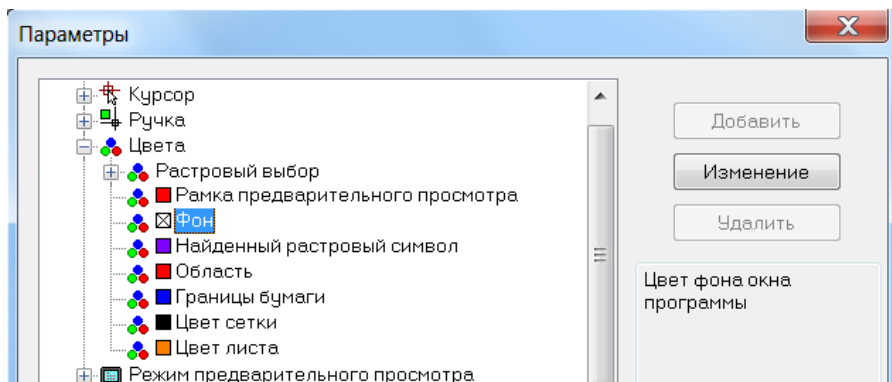 Параметры
Курсор
Ручка
Цвета
Растровый выбор
Рамка предварительного просмотра
Фон
Найденный растровый символ
Область
Границы бумаги
Цвет сетки
Цвет листа
Режим предварительного просмотра
Добавить
Изменение
Удалить
Цвет фона окна
программы